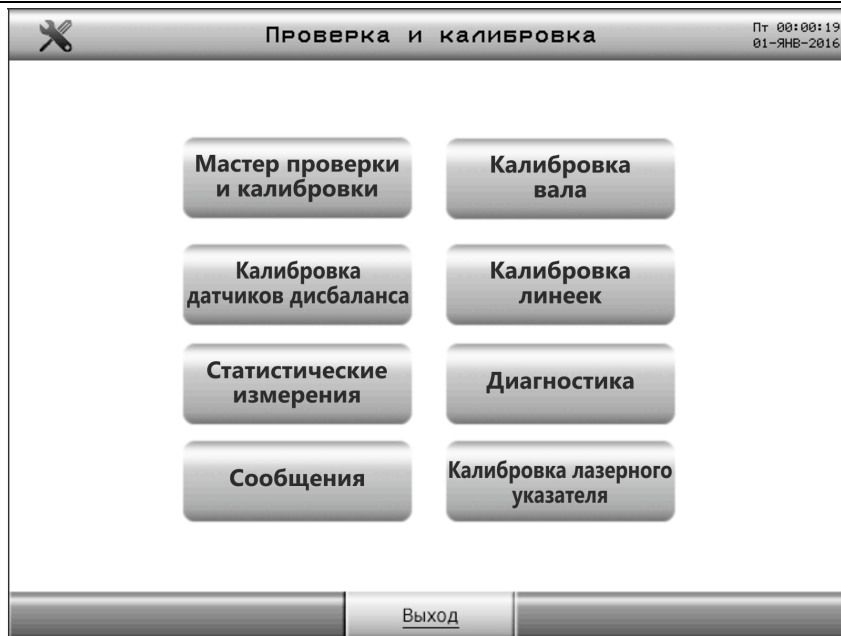 Проверка и калибровка
Пт 00:00:19
01-ЯНВ-2016
Мастер проверки
и калибровки
Калибровка
вала
Калибровка
датчиков дисбаланса
Калибровка
линеек
Статистические
измерения
Диагностика
Сообщения
Калибровка лазерного
указателя
Выход